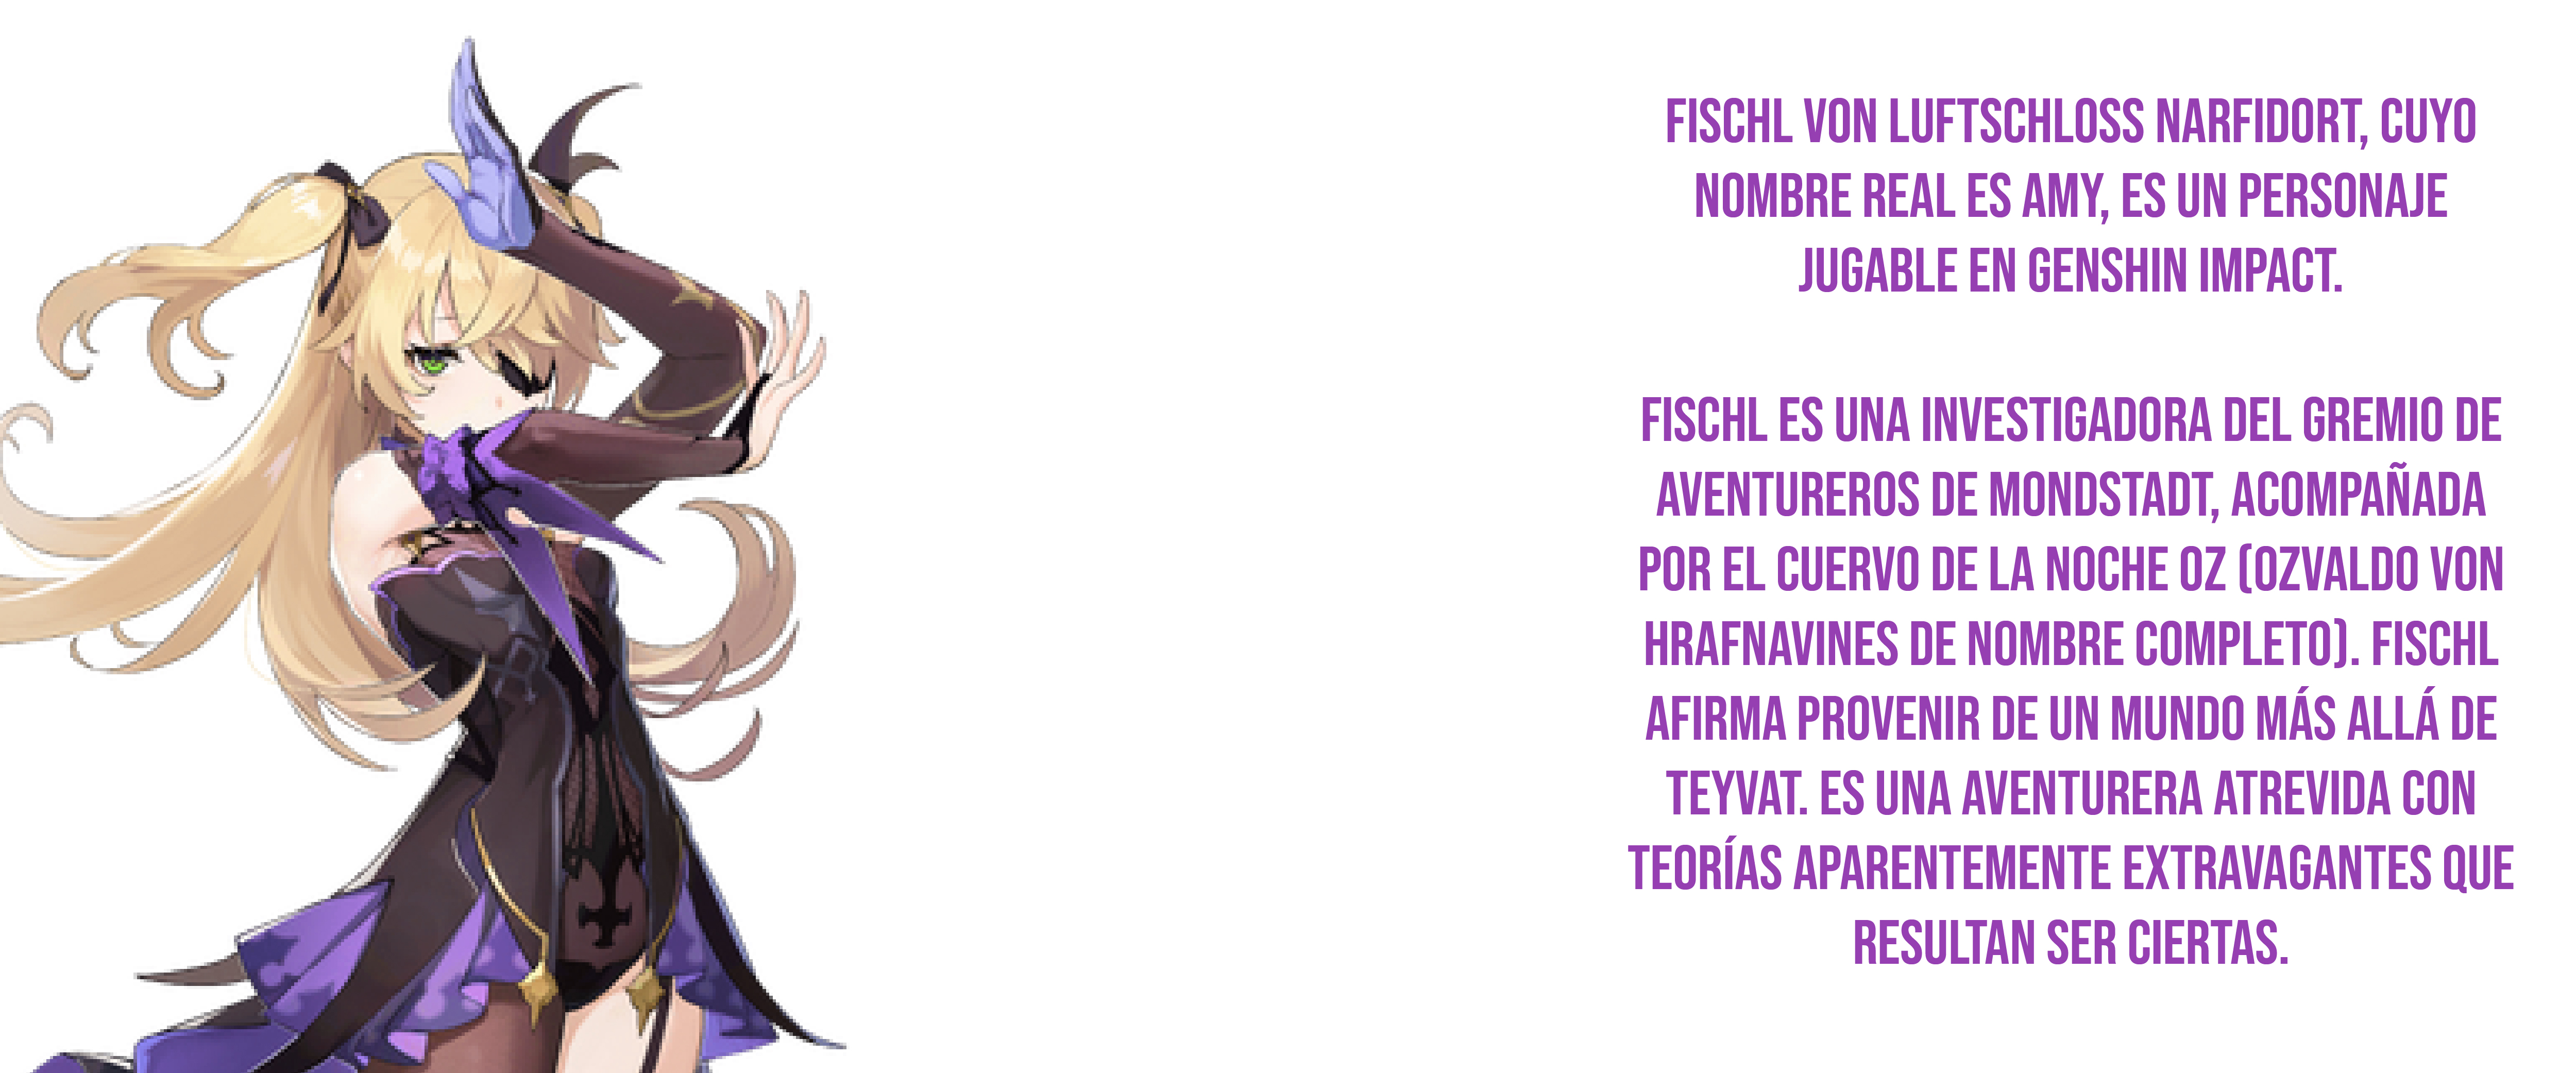 FISCHL VON LUFTSCHLOSS NARFIDORT, CUYO
NOMBRE REAL ES AMY, ES UN PERSONAJE
JUGABLE EN GENSHIN IMPACT.
FISCHL ES UNA INVESTIGADORA DEL GREMIO DE
AVENTUREROS DE MONDSTADT, ACOMPAÑADA
POR EL CUERVO DE LA NOCHE OZ (OZVALDO VON
HRAFNAVINES DE NOMBRE COMPLETO). FISCHL
AFIRMA PROVENIR DE UN MUNDO MÁS ALLÁ DE
TEYVAT. ES UNA AVENTURERA ATREVIDA CON
TEORÍAS APARENTEMENTE EXTRAVAGANTES QUE
RESULTAN SER CIERTAS.